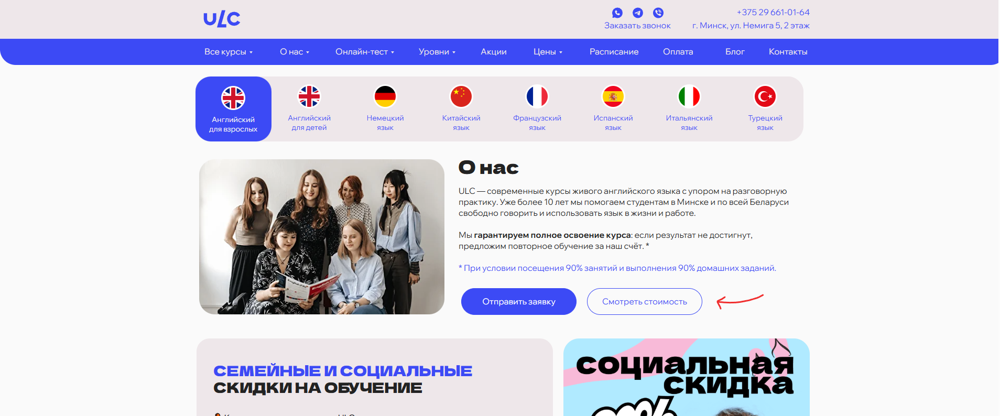 ULC
+375 29 661-01-64
Заказать звонок
г. Минск, ул. Немига 5, 2 этаж
Все курсы
О нас
Онлайн-тест
Уровни
Акции
Цены
Расписание
Оплата
Блог
Контакты
Английский
для взрослых
Английский
для детей
Немецкий
язык
Китайский
язык
Французский
язык
Испанский
язык
Итальянский
язык
Турецкий
язык
English File
English File
О нас
ULC — современные курсы живого английского языка с упором на разговорную
практику. Уже более 10 лет мы помогаем студентам в Минске и по всей Беларуси
свободно говорить и использовать язык в жизни и работе.
Мы гарантируем полное освоение курса: если результат не достигнут,
предложим повторное обучение за наш счёт. *
* При условии посещения 90% занятий и выполнения 90% домашних заданий.
Отправить заявку
Смотреть стоимость
СЕМЕЙНЫЕ И СОЦИАЛЬНЫЕ
СКИДКИ НА ОБУЧЕНИЕ
социальная
скидка